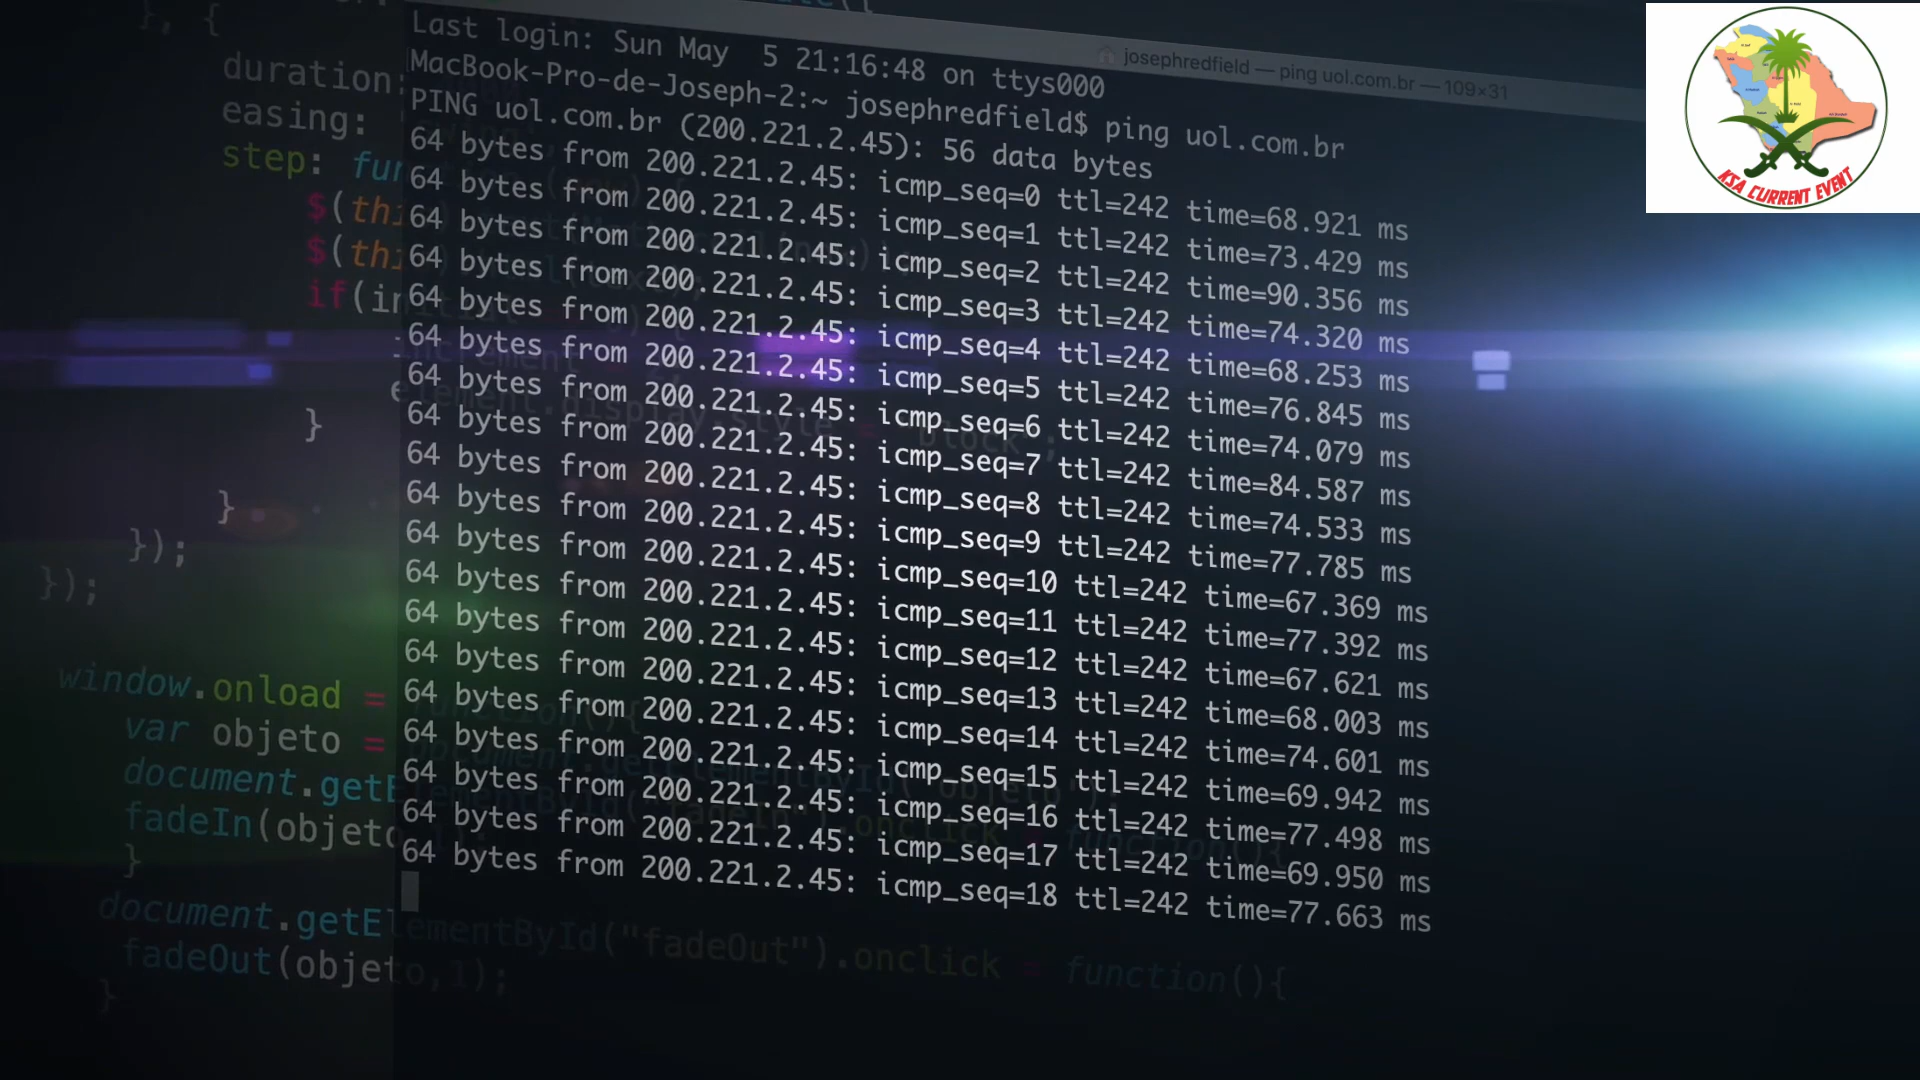 }, {
duration:
easing:
step: fun
$(thi
$(thi
if(in
}
}
});
});
window.onload =
var objeto =
document.getE
fadeIn(objeto
}
document.getElementById("fadeOut").onclick = function(){
fadeOut(objeto,1);
}
josephredfield — ping uol.com.br — 109×31
Last login: Sun May  5 21:16:48 on ttys000
MacBook-Pro-de-Joseph-2:~ josephredfield$ ping uol.com.br
PING uol.com.br (200.221.2.45): 56 data bytes
64 bytes from 200.221.2.45: icmp_seq=0 ttl=242 time=68.921 ms
64 bytes from 200.221.2.45: icmp_seq=1 ttl=242 time=73.429 ms
64 bytes from 200.221.2.45: icmp_seq=2 ttl=242 time=90.356 ms
64 bytes from 200.221.2.45: icmp_seq=3 ttl=242 time=74.320 ms
64 bytes from 200.221.2.45: icmp_seq=4 ttl=242 time=68.253 ms
64 bytes from 200.221.2.45: icmp_seq=5 ttl=242 time=76.845 ms
64 bytes from 200.221.2.45: icmp_seq=6 ttl=242 time=74.079 ms
64 bytes from 200.221.2.45: icmp_seq=7 ttl=242 time=84.587 ms
64 bytes from 200.221.2.45: icmp_seq=8 ttl=242 time=74.533 ms
64 bytes from 200.221.2.45: icmp_seq=9 ttl=242 time=77.785 ms
64 bytes from 200.221.2.45: icmp_seq=10 ttl=242 time=67.369 ms
64 bytes from 200.221.2.45: icmp_seq=11 ttl=242 time=77.392 ms
64 bytes from 200.221.2.45: icmp_seq=12 ttl=242 time=67.621 ms
64 bytes from 200.221.2.45: icmp_seq=13 ttl=242 time=68.003 ms
64 bytes from 200.221.2.45: icmp_seq=14 ttl=242 time=74.601 ms
64 bytes from 200.221.2.45: icmp_seq=15 ttl=242 time=69.942 ms
64 bytes from 200.221.2.45: icmp_seq=16 ttl=242 time=77.498 ms
64 bytes from 200.221.2.45: icmp_seq=17 ttl=242 time=69.950 ms
64 bytes from 200.221.2.45: icmp_seq=18 ttl=242 time=77.663 ms
KSA CURRENT EVENT